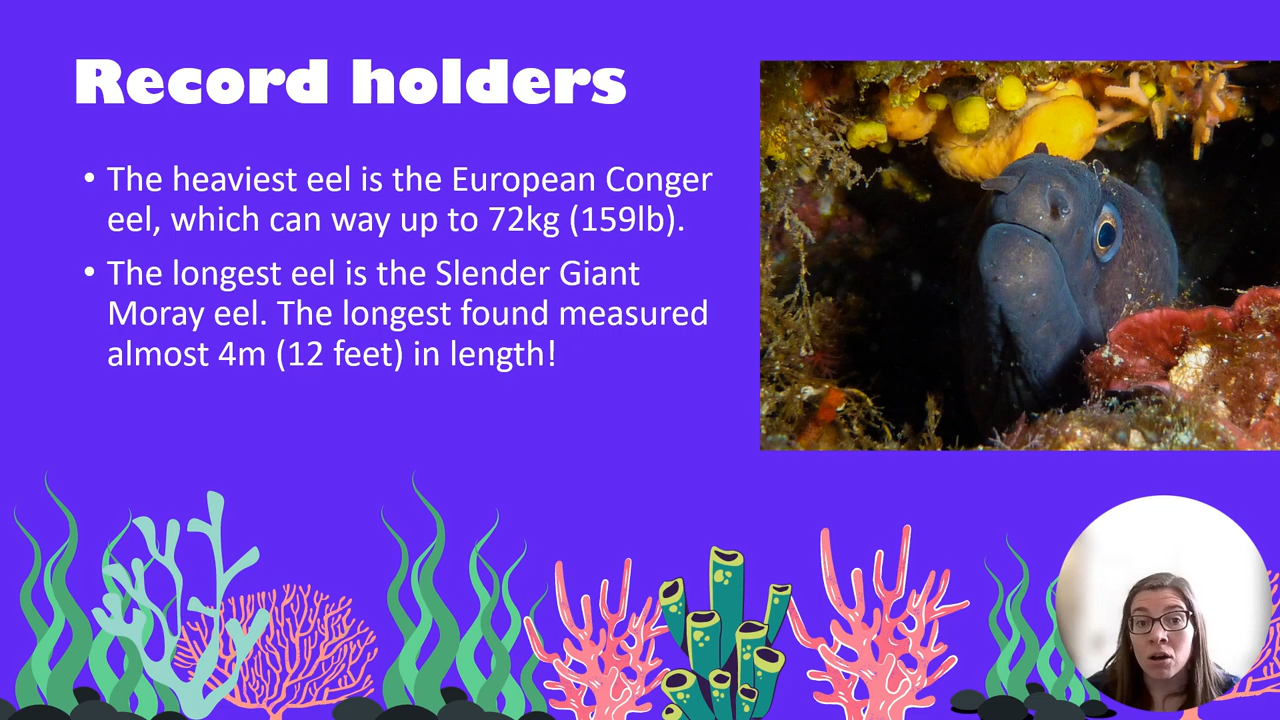 Record holders
• The heaviest eel is the European Conger
eel, which can way up to 72kg (159lb).
• The longest eel is the Slender Giant
Moray eel. The longest found measured
almost 4m (12 feet) in length!